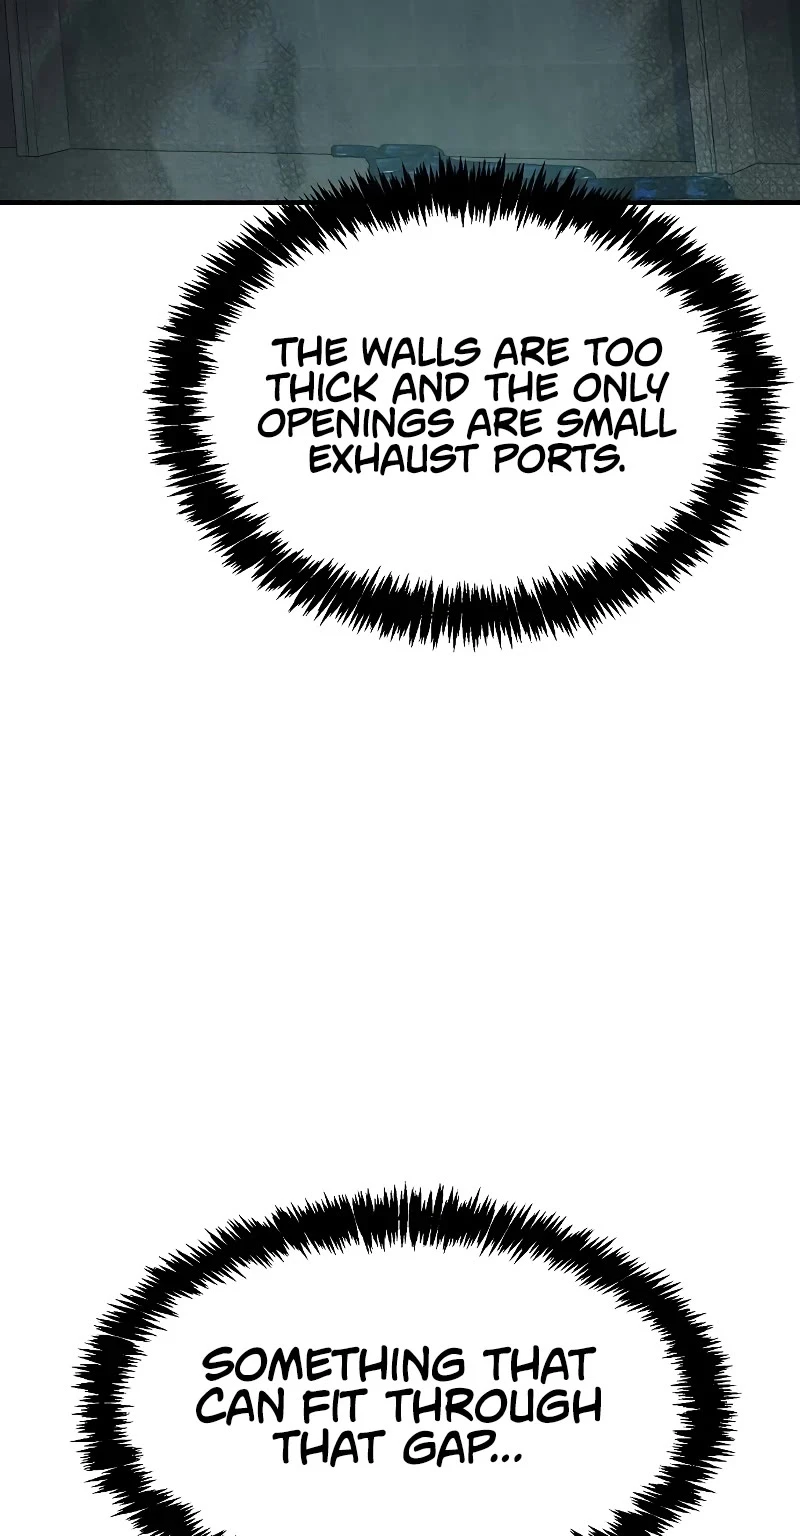 THE WALLS ARE TOO
THICK AND THE ONLY
OPENINGS ARE SMALL
EXHAUST PORTS.
SOMETHING THAT
CAN FIT THROUGH
THAT GAP...